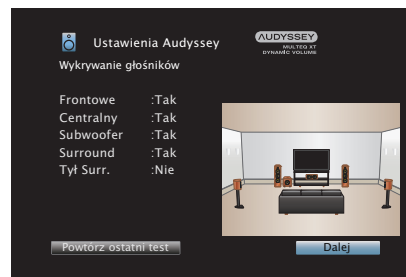 Ustawienia Audyssey
AUDYSSEY
MULTEQ XT
DYNAMIC VOLUME
Wykrywanie głośników
Frontowe :Tak
Centralny :Tak
Subwoofer :Tak
Surround :Tak
Tył Surr. :Nie
Powtórz ostatni test
Dalej